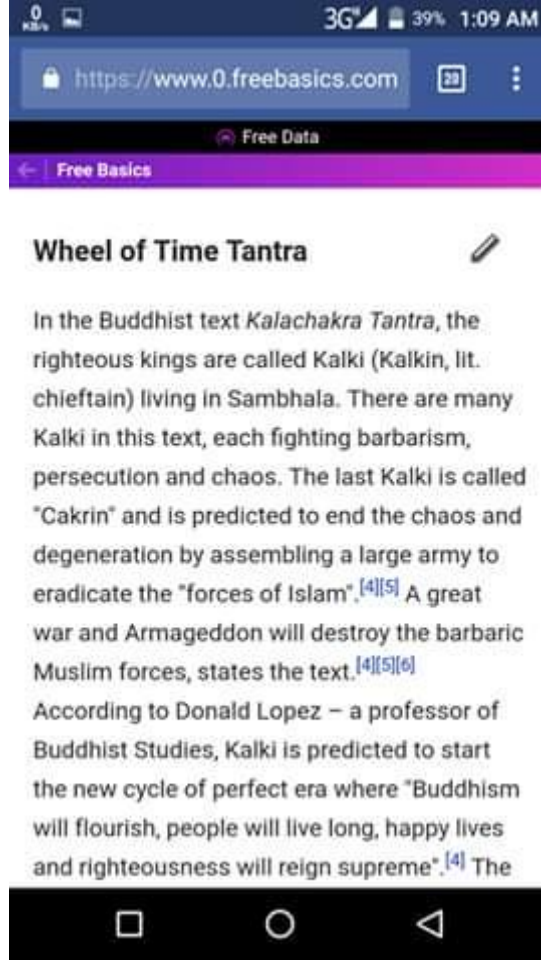 0
KB/s
3G 39% 1:09 AM
https://www.0.freebasics.com 20
Free Data
Free Basics
Wheel of Time Tantra
In the Buddhist text Kalachakra Tantra, the
righteous kings are called Kalki (Kalkin, lit.
chieftain) living in Sambhala. There are many
Kalki in this text, each fighting barbarism,
persecution and chaos. The last Kalki is called
"Cakrin" and is predicted to end the chaos and
degeneration by assembling a large army to
eradicate the "forces of Islam".[4][5] A great
war and Armageddon will destroy the barbaric
Muslim forces, states the text.[4][5][6]
According to Donald Lopez – a professor of
Buddhist Studies, Kalki is predicted to start
the new cycle of perfect era where "Buddhism
will flourish, people will live long, happy lives
and righteousness will reign supreme".[4] The